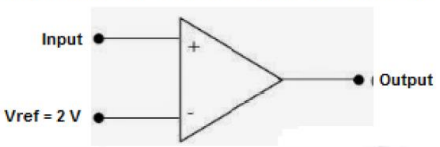 Input
+
Output
Vref = 2 V
-